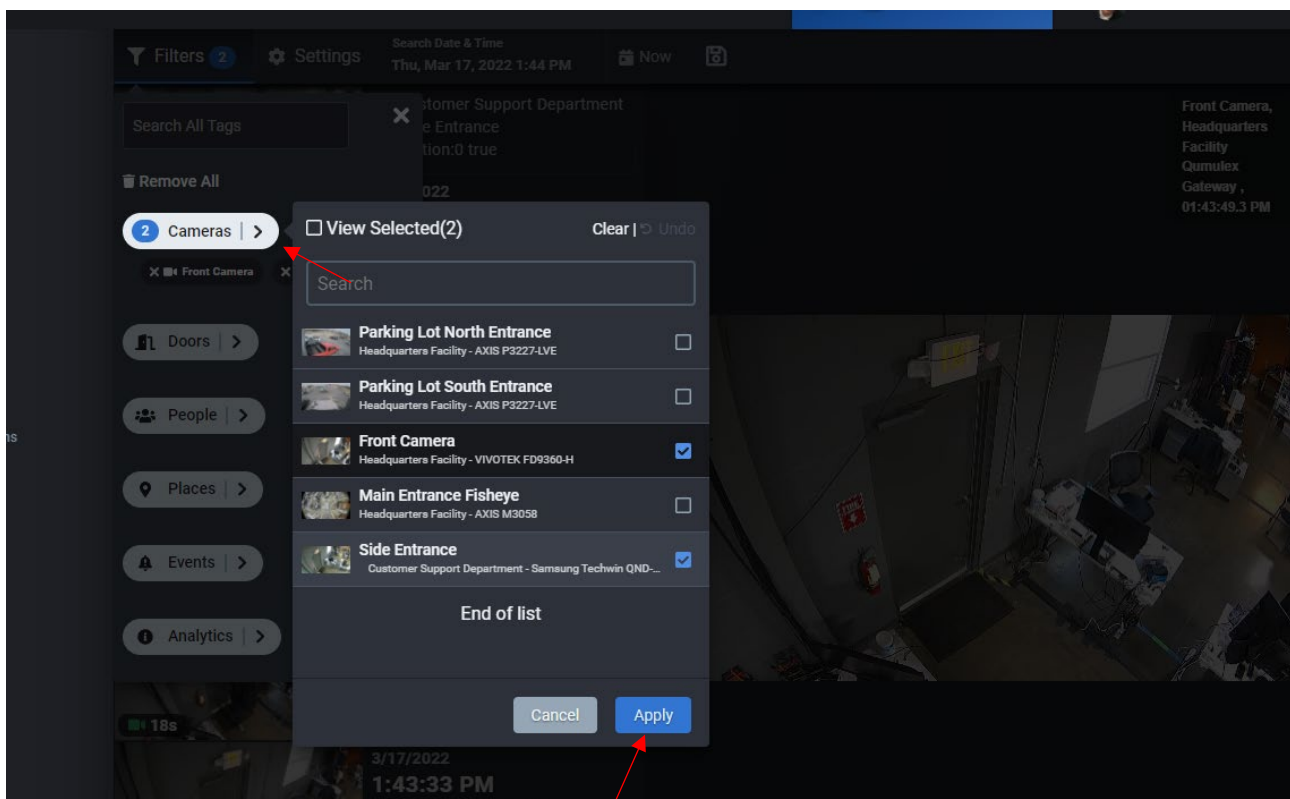 Filters 2
Settings
Search Date & Time
Thu, Mar 17, 2022 1:44 PM
Now
Search All Tags
stomer Support Department
e Entrance
tion:0 true
022
Front Camera,
Headquarters
Facility
Qumulex
Gateway ,
01:43:49.3 PM
Remove All
2 Cameras | >
Front Camera
Doors | >
People | >
Places | >
Events | >
Analytics | >
ns
View Selected(2)
Clear | Undo
Search
Parking Lot North Entrance
Headquarters Facility - AXIS P3227-LVE
Parking Lot South Entrance
Headquarters Facility - AXIS P3227-LVE
Front Camera
Headquarters Facility - VIVOTEK FD9360-H
Main Entrance Fisheye
Headquarters Facility - AXIS M3058
Side Entrance
Customer Support Department - Samsung Techwin QND-...
End of list
Cancel
Apply
18s
3/17/2022
1:43:33 PM